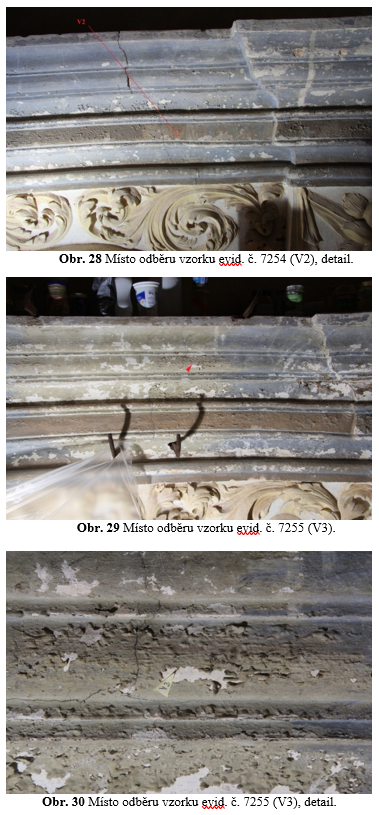 V2
Obr. 28 Místo odběru vzorku evid. č. 7254 (V2), detail.
Obr. 29 Místo odběru vzorku evid. č. 7255 (V3).
Obr. 30 Místo odběru vzorku evid. č. 7255 (V3), detail.